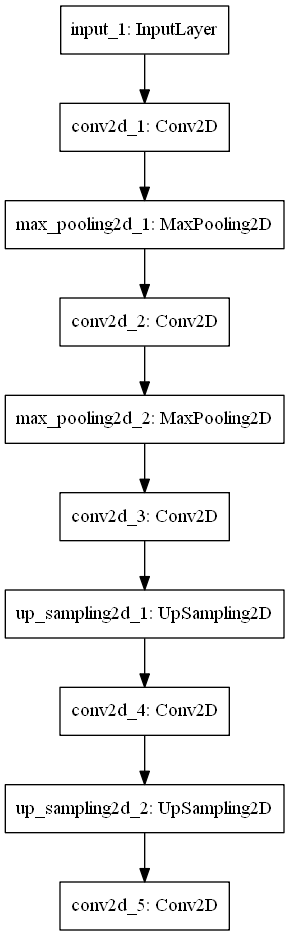 input_1: InputLayer
conv2d_1: Conv2D
max_pooling2d_1: MaxPooling2D
conv2d_2: Conv2D
max_pooling2d_2: MaxPooling2D
conv2d_3: Conv2D
up_sampling2d_1: UpSampling2D
conv2d_4: Conv2D
up_sampling2d_2: UpSampling2D
conv2d_5: Conv2D